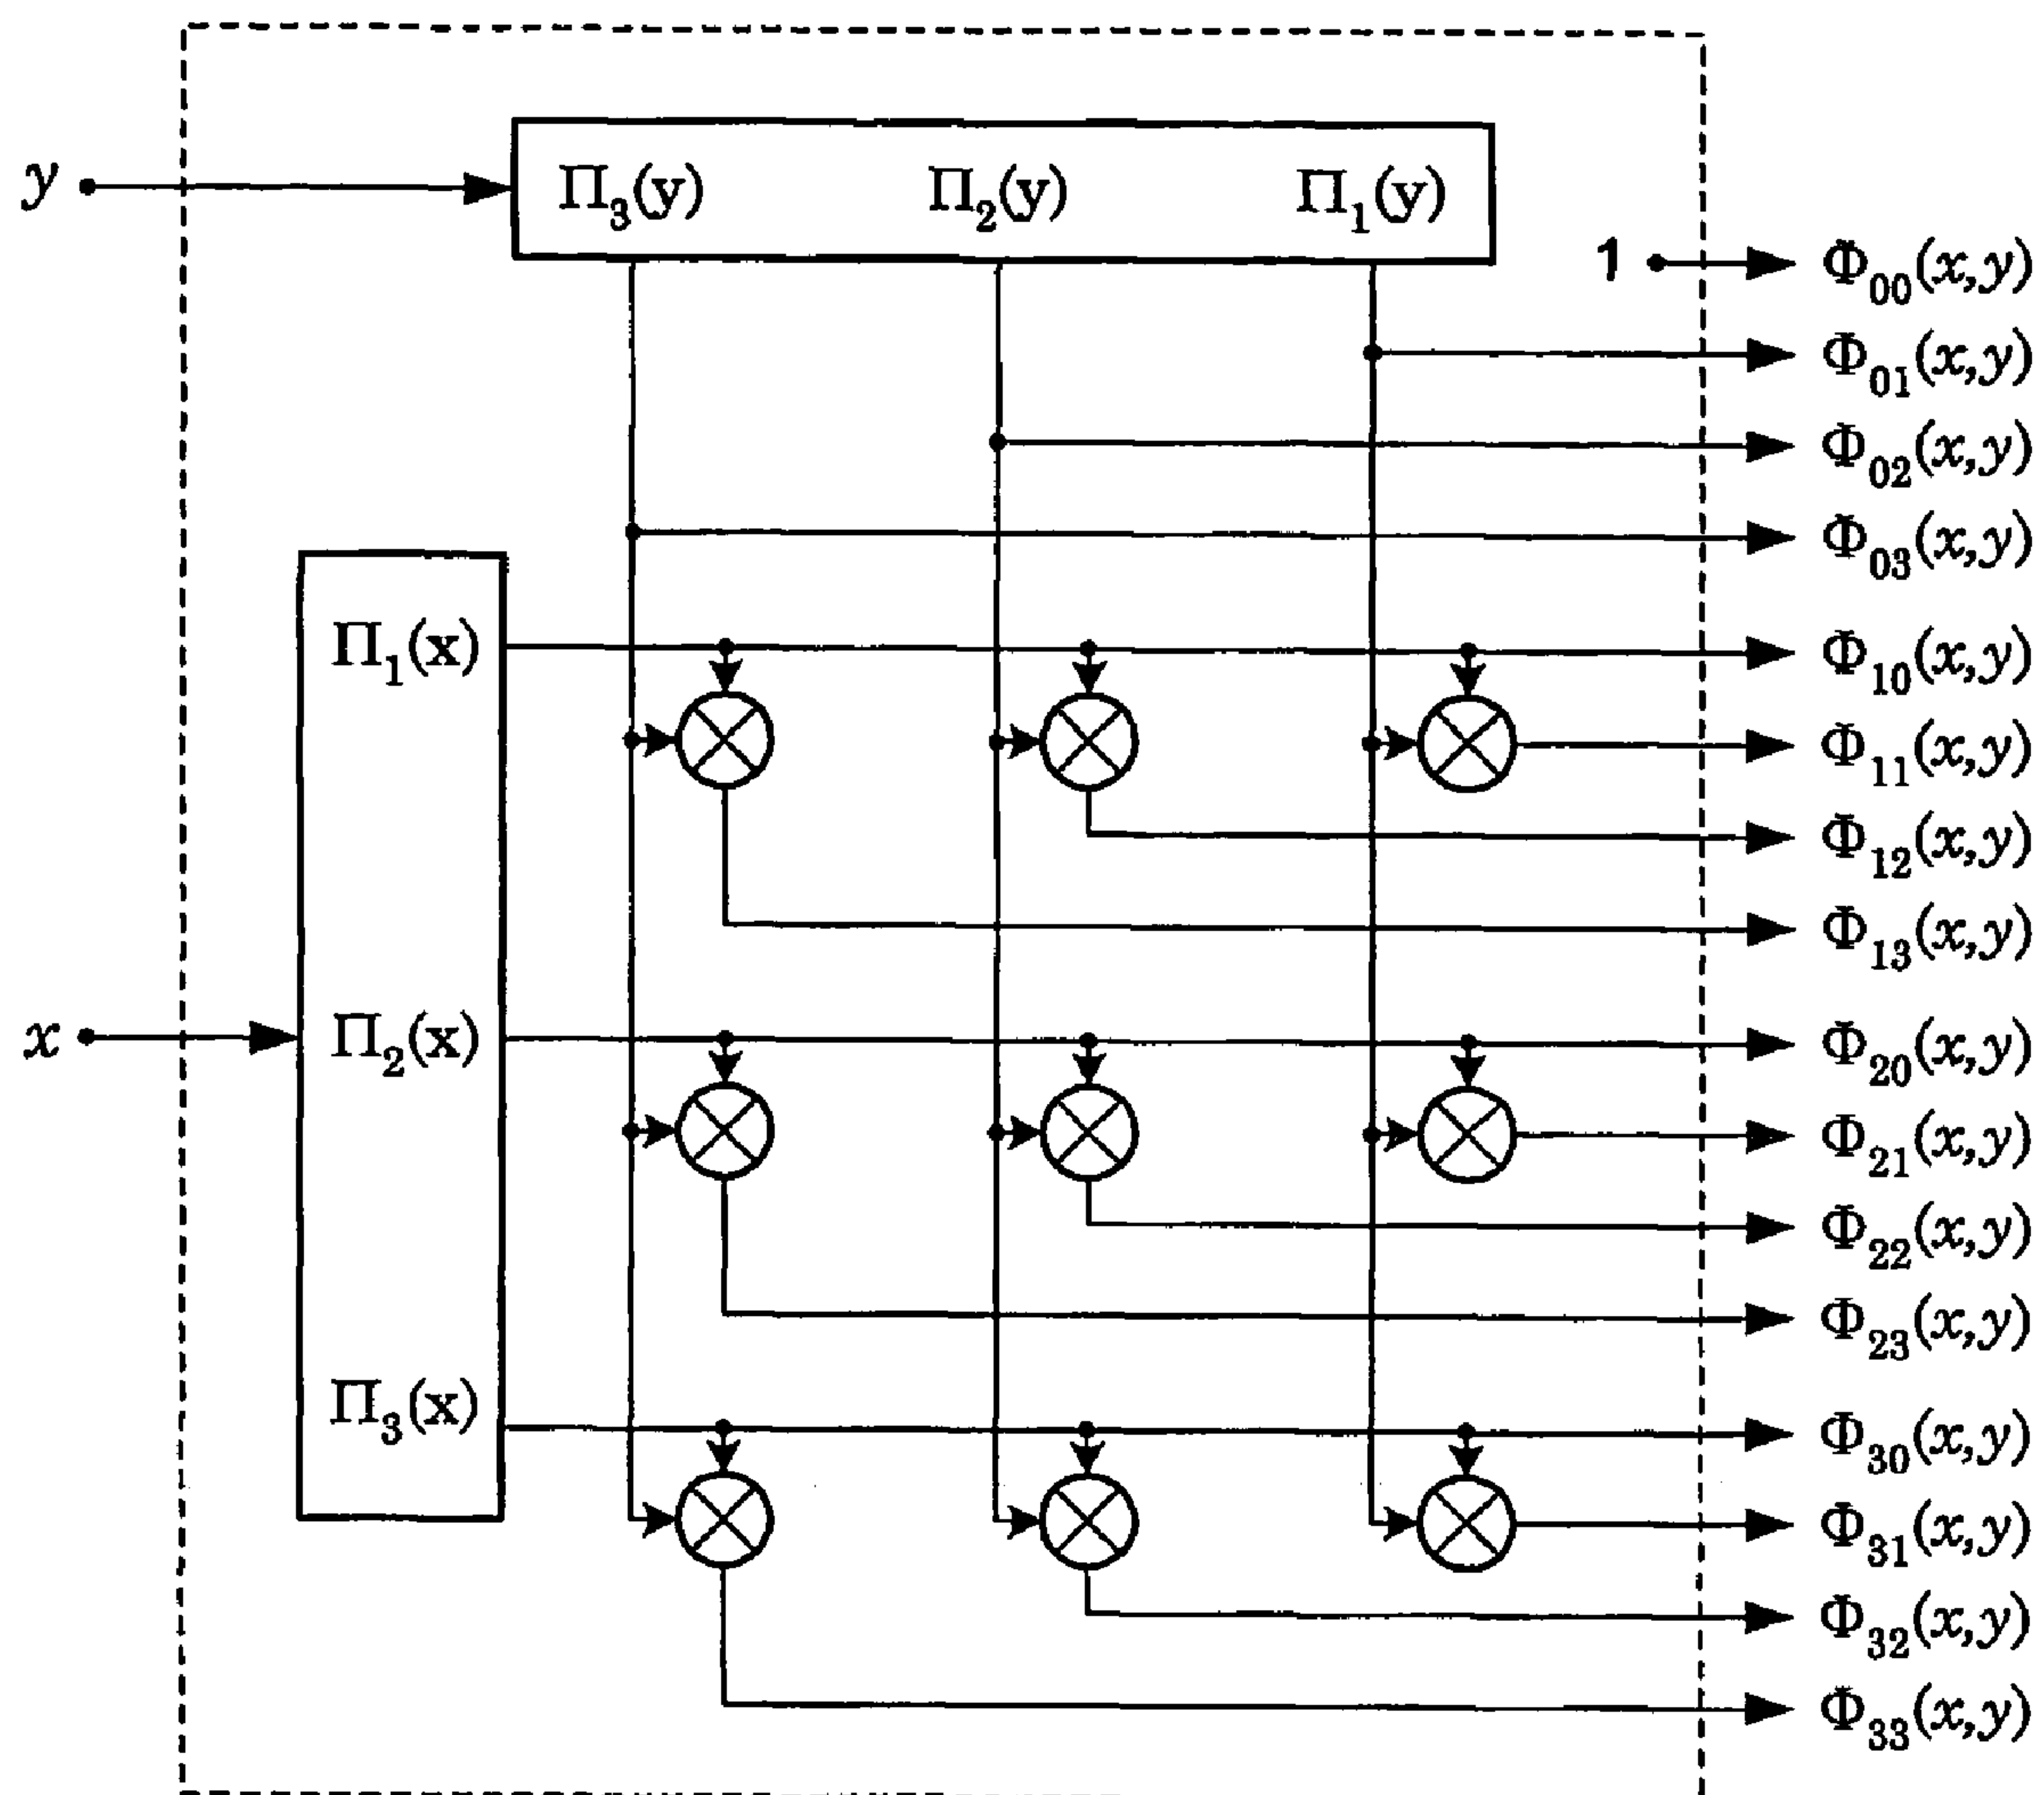 y
Π₃(y) Π₂(y) Π₁(y)
1
Φ₀₀(x,y)
Φ₀₁(x,y)
Φ₀₂(x,y)
Φ₀₃(x,y)
Π₁(x)
Φ₁₀(x,y)
Φ₁₁(x,y)
Φ₁₂(x,y)
Φ₁₃(x,y)
x
Π₂(x)
Φ₂₀(x,y)
Φ₂₁(x,y)
Φ₂₂(x,y)
Φ₂₃(x,y)
Π₃(x)
Φ₃₀(x,y)
Φ₃₁(x,y)
Φ₃₂(x,y)
Φ₃₃(x,y)